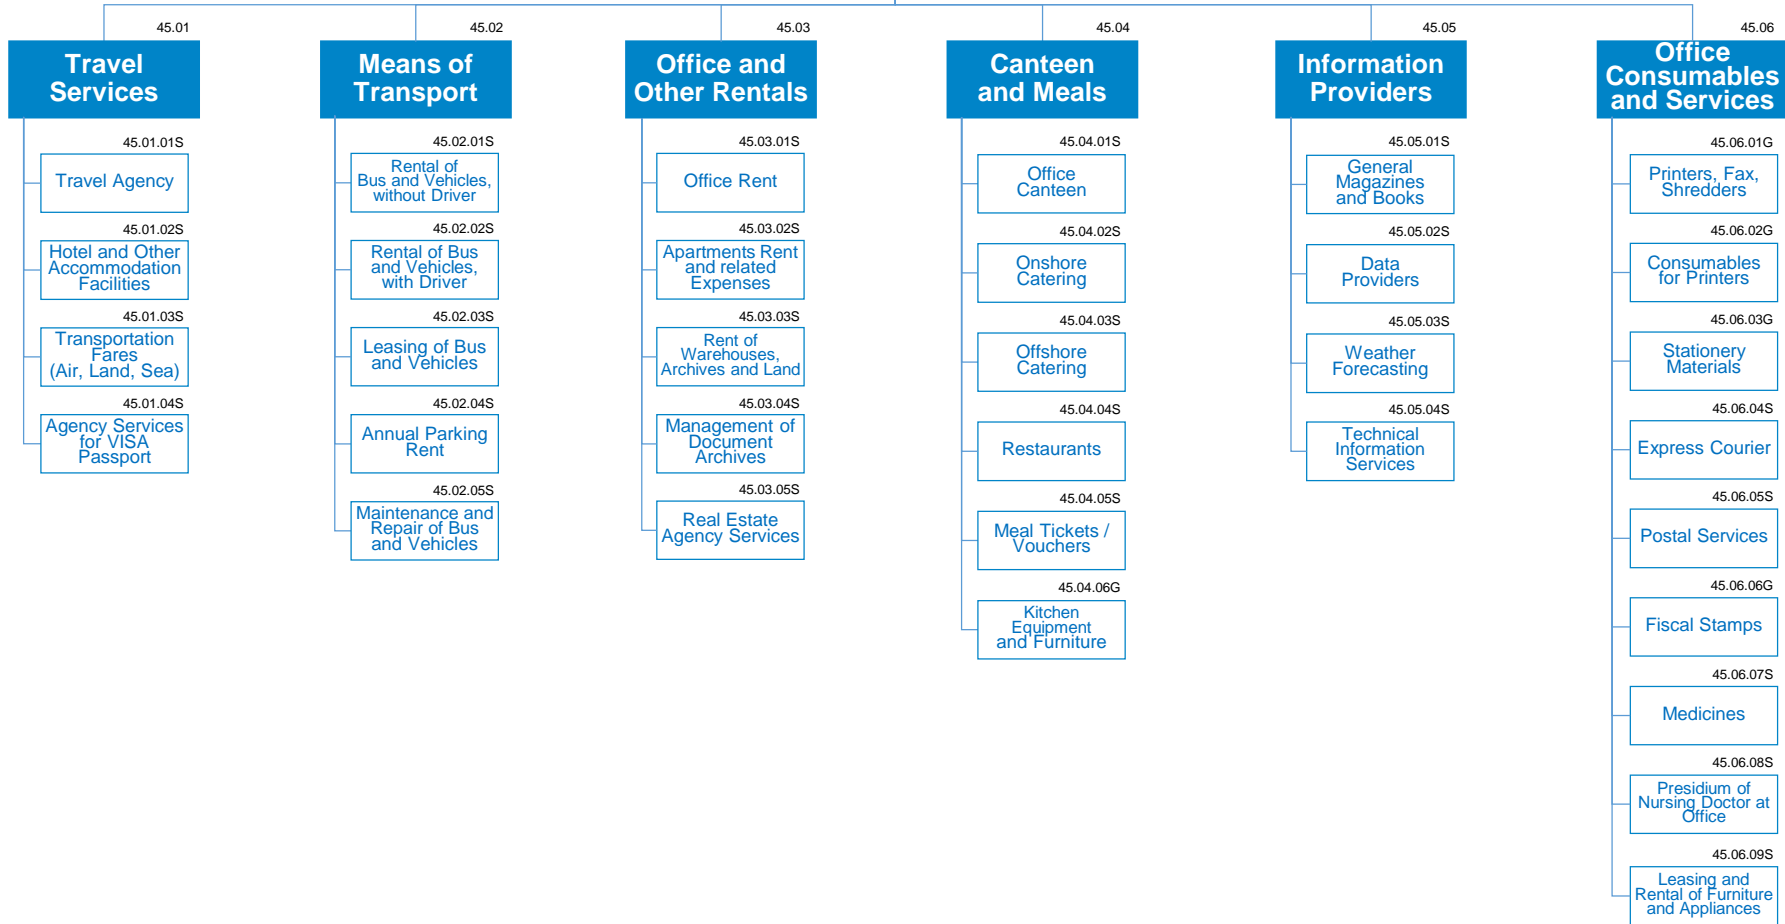 45.01
Travel
Services
45.01.01S
Travel Agency
45.01.02S
Hotel and Other
Accommodation
Facilities
45.01.03S
Transportation
Fares
(Air, Land, Sea)
45.01.04S
Agency Services
for VISA
Passport
45.02
Means of
Transport
45.02.01S
Rental of
Bus and Vehicles,
without Driver
45.02.02S
Rental of Bus
and Vehicles,
with Driver
45.02.03S
Leasing of Bus
and Vehicles
45.02.04S
Annual Parking
Rent
45.02.05S
Maintenance and
Repair of Bus
and Vehicles
45.03
Office and
Other Rentals
45.03.01S
Office Rent
45.03.02S
Apartments Rent
and related
Expenses
45.03.03S
Rent of
Warehouses,
Archives and Land
45.03.04S
Management of
Document
Archives
45.03.05S
Real Estate
Agency Services
45.04
Canteen
and Meals
45.04.01S
Office
Canteen
45.04.02S
Onshore
Catering
45.04.03S
Offshore
Catering
45.04.04S
Restaurants
45.04.05S
Meal Tickets /
Vouchers
45.04.06G
Kitchen
Equipment
and Furniture
45.05
Information
Providers
45.05.01S
General
Magazines
and Books
45.05.02S
Data
Providers
45.05.03S
Weather
Forecasting
45.05.04S
Technical
Information
Services
45.06
Office
Consumables
and Services
45.06.01G
Printers, Fax,
Shredders
45.06.02G
Consumables
for Printers
45.06.03G
Stationery
Materials
45.06.04S
Express Courier
45.06.05S
Postal Services
45.06.06G
Fiscal Stamps
45.06.07S
Medicines
45.06.08S
Presidium of
Nursing Doctor at
Office
45.06.09S
Leasing and
Rental of Furniture
and Appliances